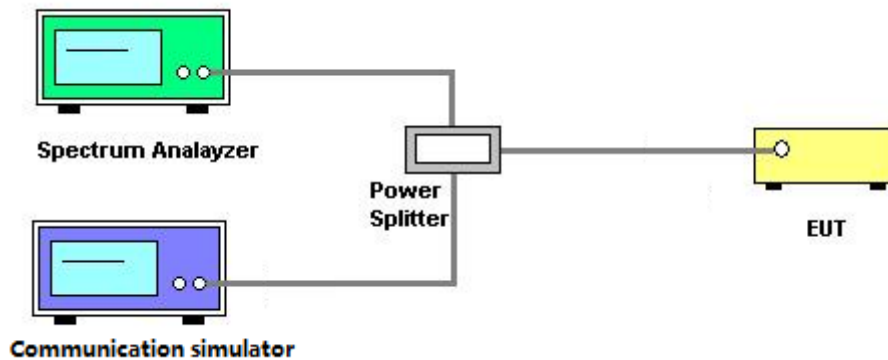 Spectrum Analayzer
Power
Splitter
EUT
Communication simulator